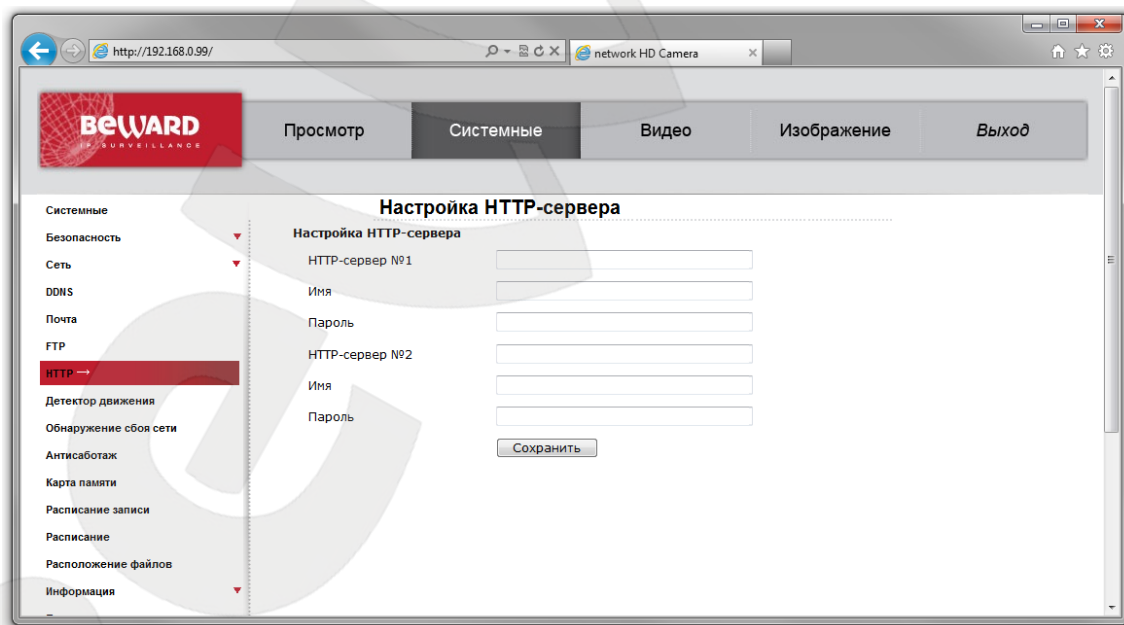 http://192.168.0.99/
network HD Camera
BEWARD
IP SURVEILLANCE
Просмотр
Системные
Видео
Изображение
Выход
Системные
Безопасность
Сеть
DDNS
Почта
FTP
HTTP →
Детектор движения
Обнаружение сбоя сети
Антисаботаж
Карта памяти
Расписание записи
Расписание
Расположение файлов
Информация
Настройка HTTP-сервера
Настройка HTTP-сервера
HTTP-сервер №1
Имя
Пароль
HTTP-сервер №2
Имя
Пароль
Сохранить